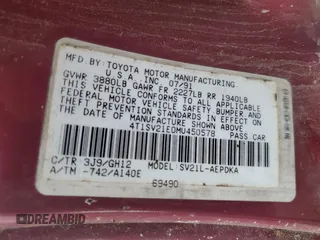 MFD. BY: TOYOTA MOTOR MANUFACTURING
U.S.A. INC. 07/91
GVWR 3880LB GAWR FR 2227LB RR 1940LB
THIS VEHICLE CONFORMS TO ALL APPLICABLE
FEDERAL MOTOR VEHICLE SAFETY BUMPER, AND
THEFT PREVENTION STANDARDS IN EFFECT ON
THE DATE OF MANUFACTURE SHOWN ABOVE.
4T1SV21E0MU450578 PASS CAR
C/TR 3J9/GH12 MODEL: SV21L-AEPDKA
A/TM -742/A140E
69490
DREAMBID